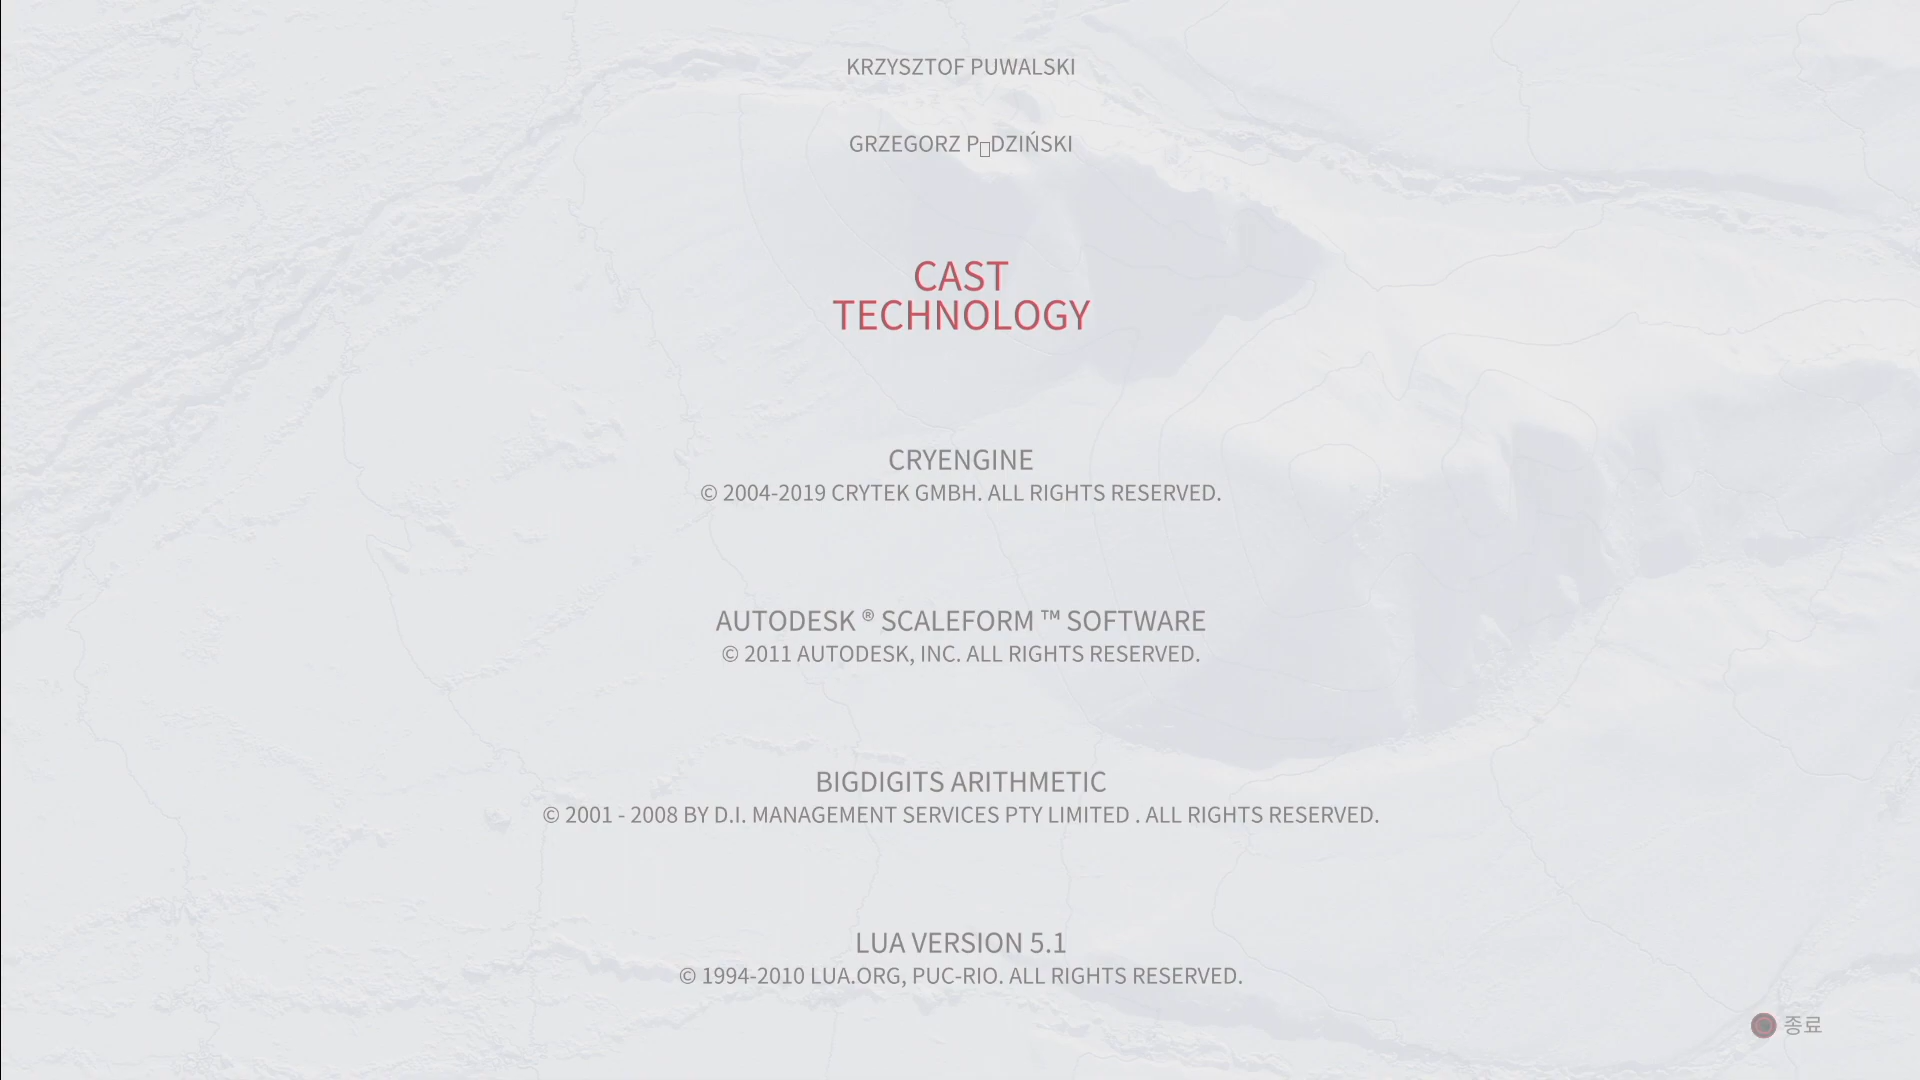 KRZYSZTOF PUWALSKI
GRZEGORZ P□DZIŃSKI
CAST
TECHNOLOGY
CRYENGINE
© 2004-2019 CRYTEK GMBH. ALL RIGHTS RESERVED.
AUTODESK ® SCALEFORM ™ SOFTWARE
© 2011 AUTODESK, INC. ALL RIGHTS RESERVED.
BIGDIGITS ARITHMETIC
© 2001 - 2008 BY D.I. MANAGEMENT SERVICES PTY LIMITED . ALL RIGHTS RESERVED.
LUA VERSION 5.1
© 1994-2010 LUA.ORG, PUC-RIO. ALL RIGHTS RESERVED.
종료